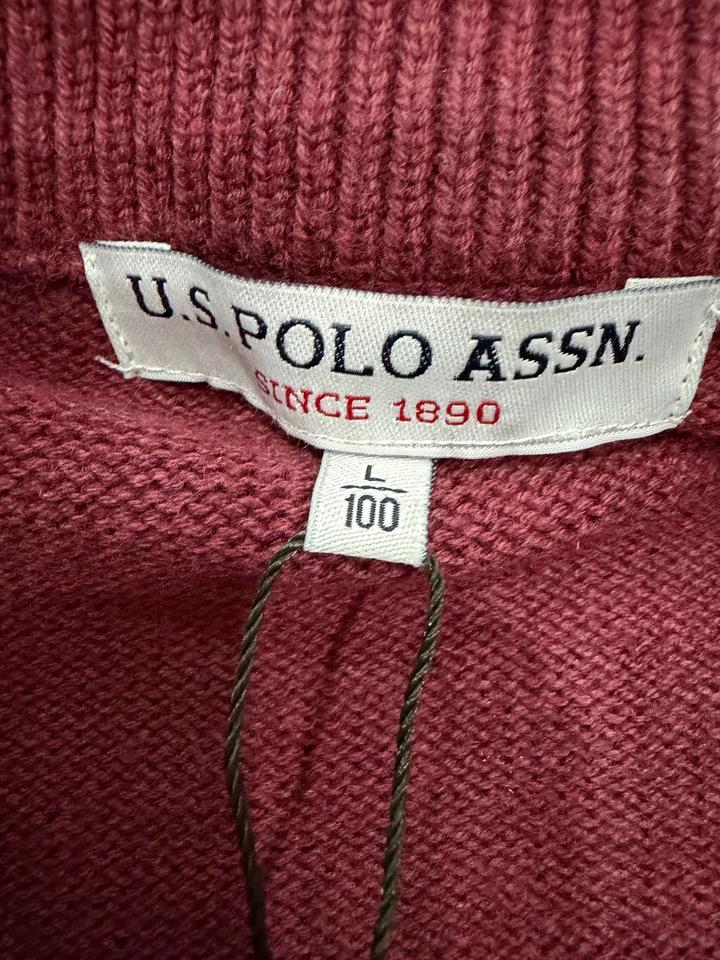 U.S. POLO ASSN.
SINCE 1890
L
100